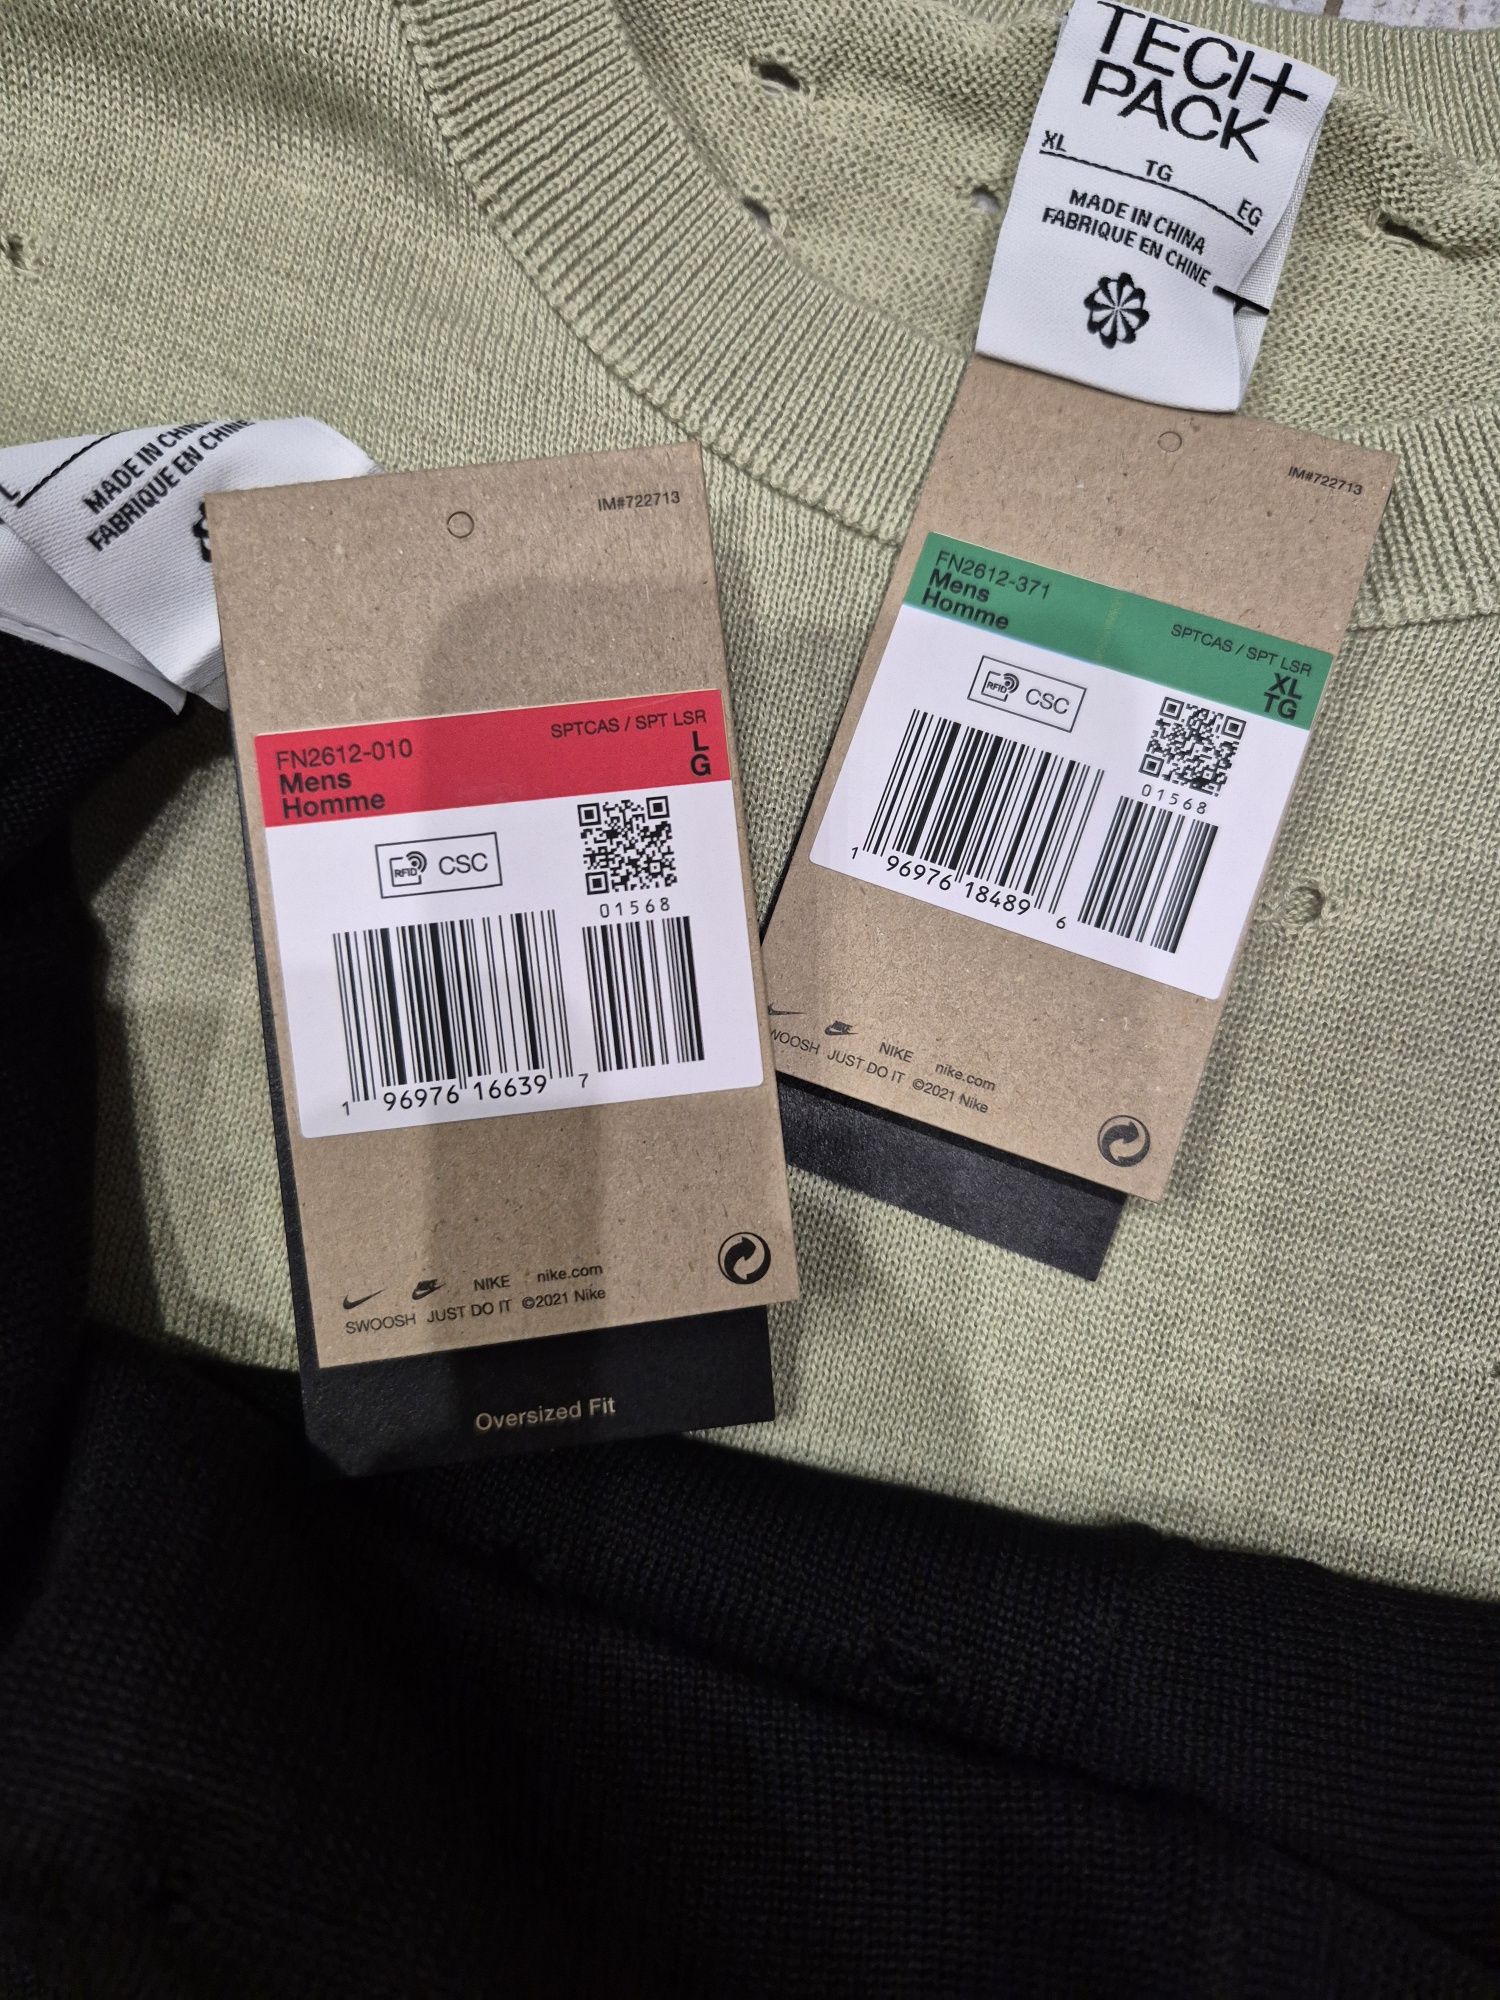 TECH
PACK
XL TG EG
MADE IN CHINA
FABRIQUE EN CHINE
L
MADE IN CHIN
FABRIQUE EN CHINE
IM#722713
FN2612-010
Mens
Homme
SPTCAS / SPT LSR
L
G
RFID CSC
01568
1 96976 16639 7
NIKE nike.com
SWOOSH JUST DO IT ©2021 Nike
Oversized Fit
IM#722713
FN2612-371
Mens
Homme
SPTCAS / SPT LSR
XL
TG
RFID CSC
01568
1 96976 18489 6
NIKE nike.com
WOOSH JUST DO IT ©2021 Nike